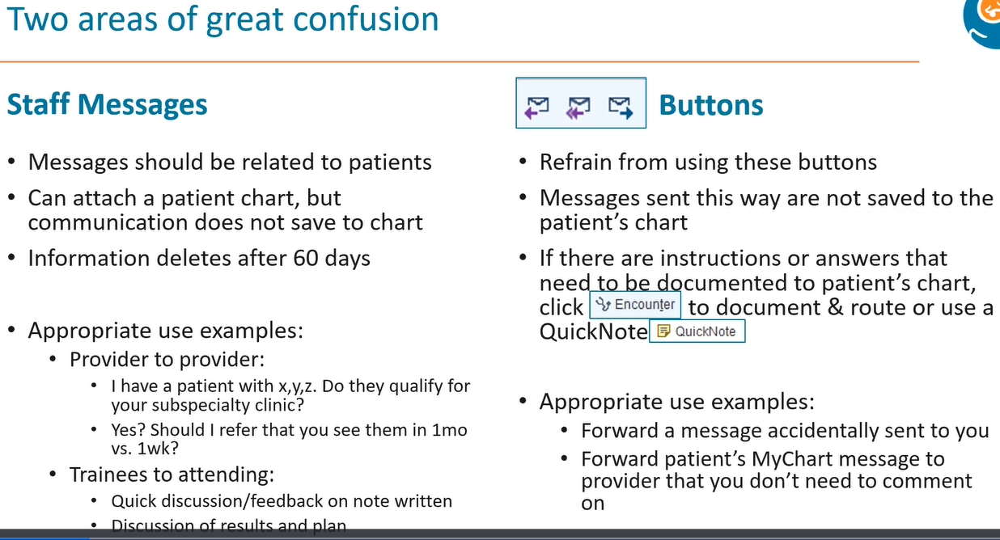 Two areas of great confusion
Staff Messages
• Messages should be related to patients
• Can attach a patient chart, but
communication does not save to chart
• Information deletes after 60 days
• Appropriate use examples:
• Provider to provider:
• I have a patient with x,y,z. Do they qualify for
your subspecialty clinic?
• Yes? Should I refer that you see them in 1mo
vs. 1wk?
• Trainees to attending:
• Quick discussion/feedback on note written
• Discussion of results and plan
Buttons
• Refrain from using these buttons
• Messages sent this way are not saved to the
patient’s chart
• If there are instructions or answers that
need to be documented to patient’s chart,
click Encounter to document & route or use a
QuickNote QuickNote
• Appropriate use examples:
• Forward a message accidentally sent to you
• Forward patient’s MyChart message to
provider that you don’t need to comment
on